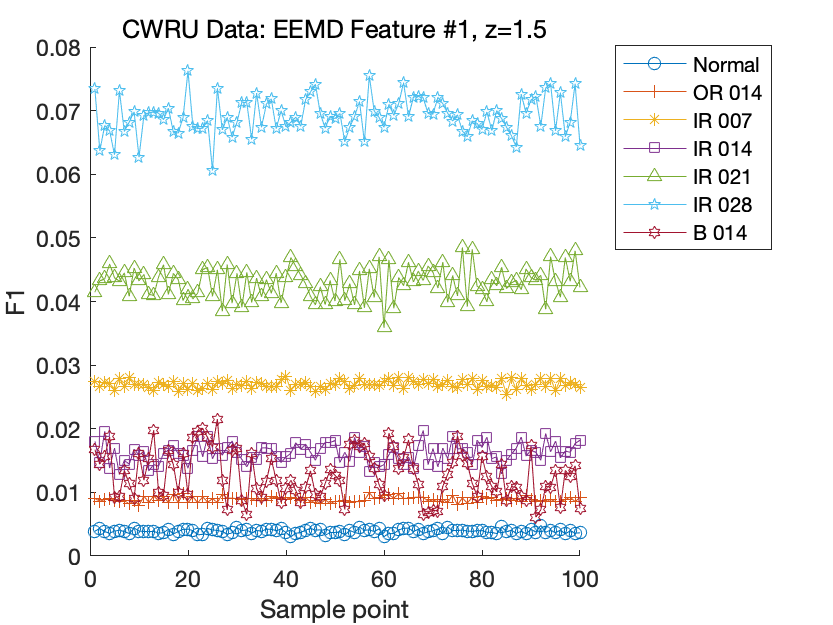 CWRU Data: EEMD Feature #1, z=1.5
0.08
0.07
0.06
0.05
0.04
0.03
0.02
0.01
0
F1
0 20 40 60 80 100
Sample point
Normal
OR 014
IR 007
IR 014
IR 021
IR 028
B 014